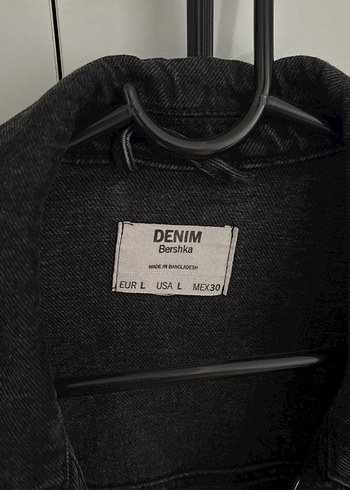 DENIM
Bershka
MADE IN BANGLADESH
EUR L USA L MEX30